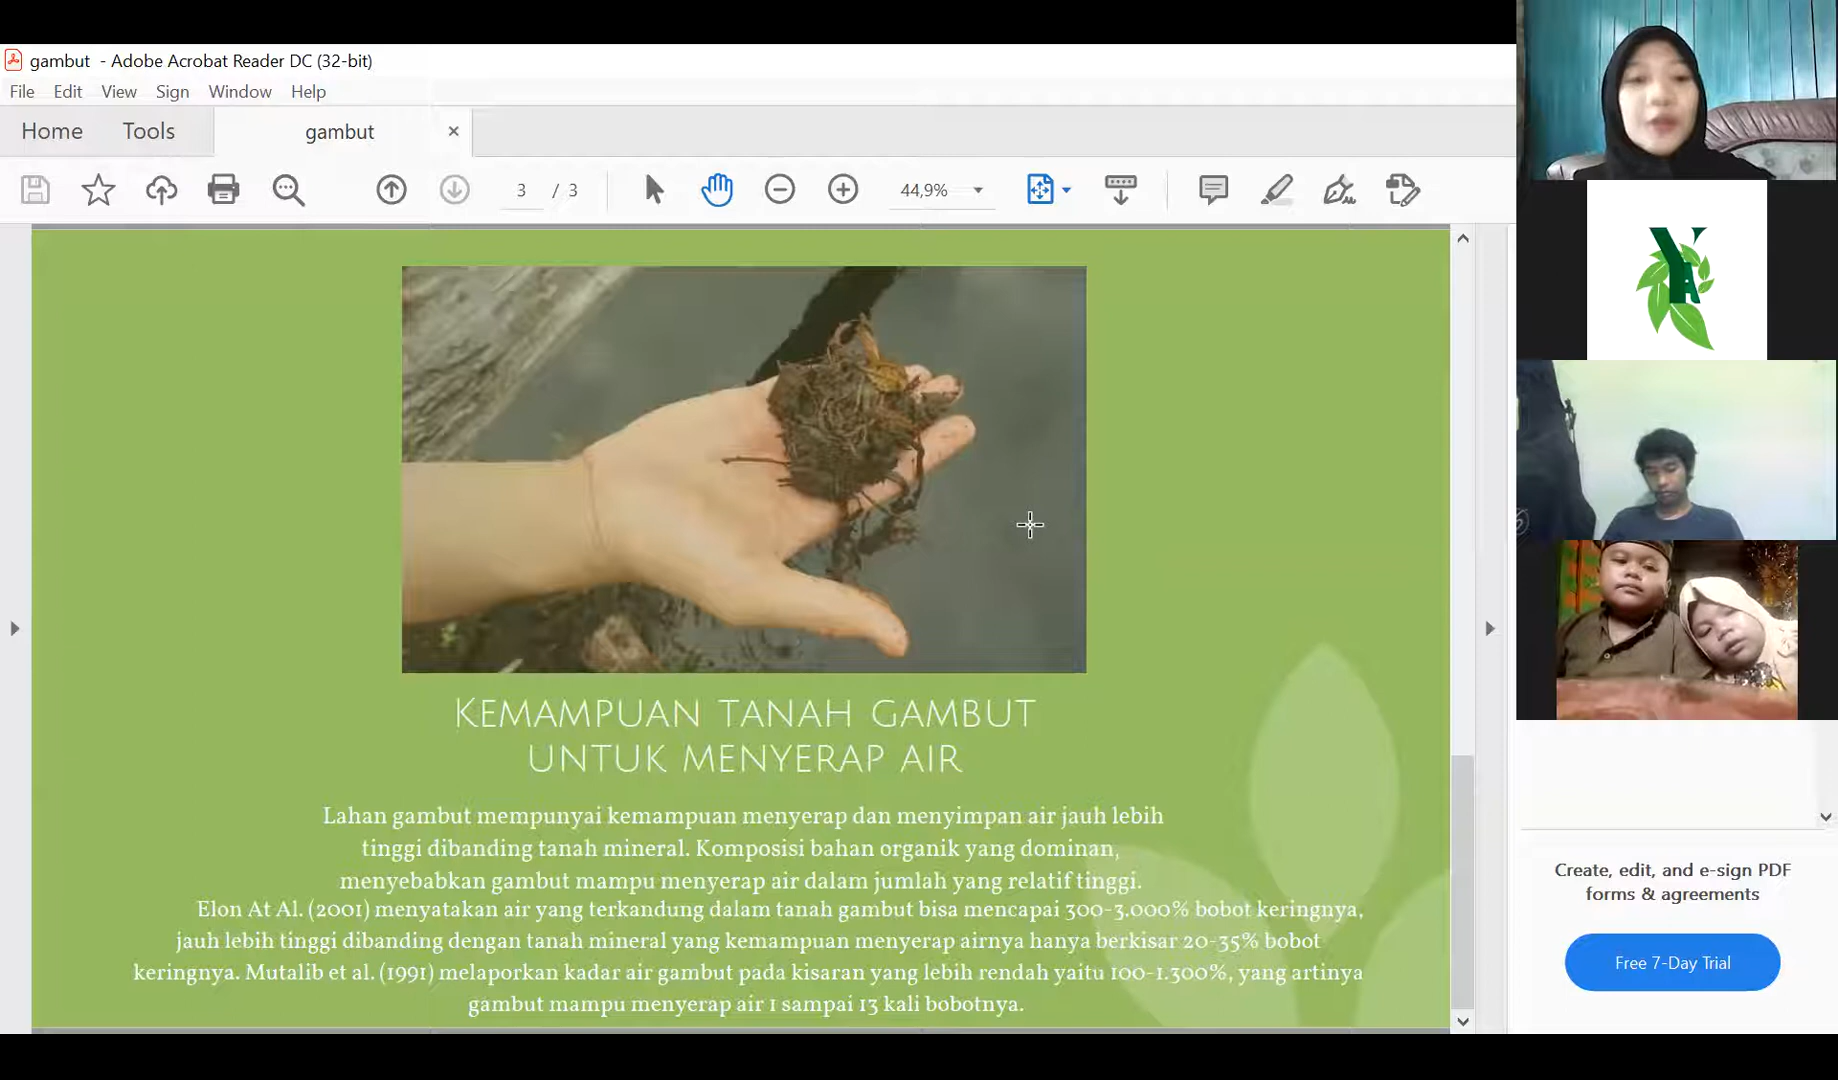 gambut - Adobe Acrobat Reader DC (32-bit)
File Edit View Sign Window Help
Home Tools gambut
3 / 3 44,9%
KEMAMPUAN TANAH GAMBUT
UNTUK MENYERAP AIR
Lahan gambut mempunyai kemampuan menyerap dan menyimpan air jauh lebih
tinggi dibanding tanah mineral. Komposisi bahan organik yang dominan,
menyebabkan gambut mampu menyerap air dalam jumlah yang relatif tinggi.
Elon At Al. (2001) menyatakan air yang terkandung dalam tanah gambut bisa mencapai 300-3.000% bobot keringnya,
jauh lebih tinggi dibanding dengan tanah mineral yang kemampuan menyerap airnya hanya berkisar 20-35% bobot
keringnya. Mutalib et al. (1991) melaporkan kadar air gambut pada kisaran yang lebih rendah yaitu 100-1.300%, yang artinya
gambut mampu menyerap air 1 sampai 13 kali bobotnya.
Create, edit, and e-sign PDF
forms & agreements
Free 7-Day Trial